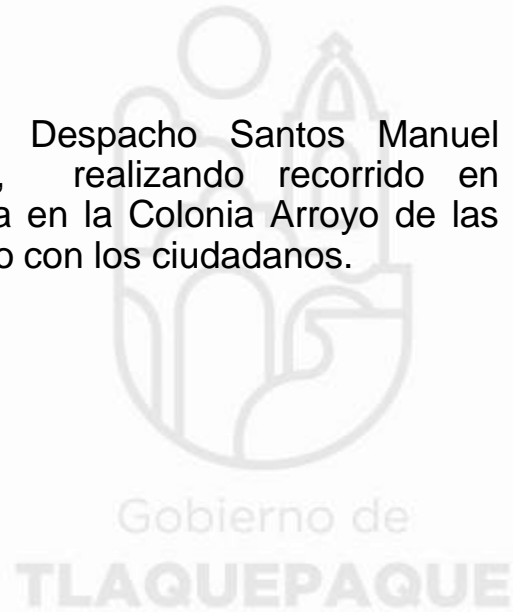 Despacho Santos Manuel
, realizando recorrido en
a en la Colonia Arroyo de las
o con los ciudadanos.
Gobierno de
TLAQUEPAQUE